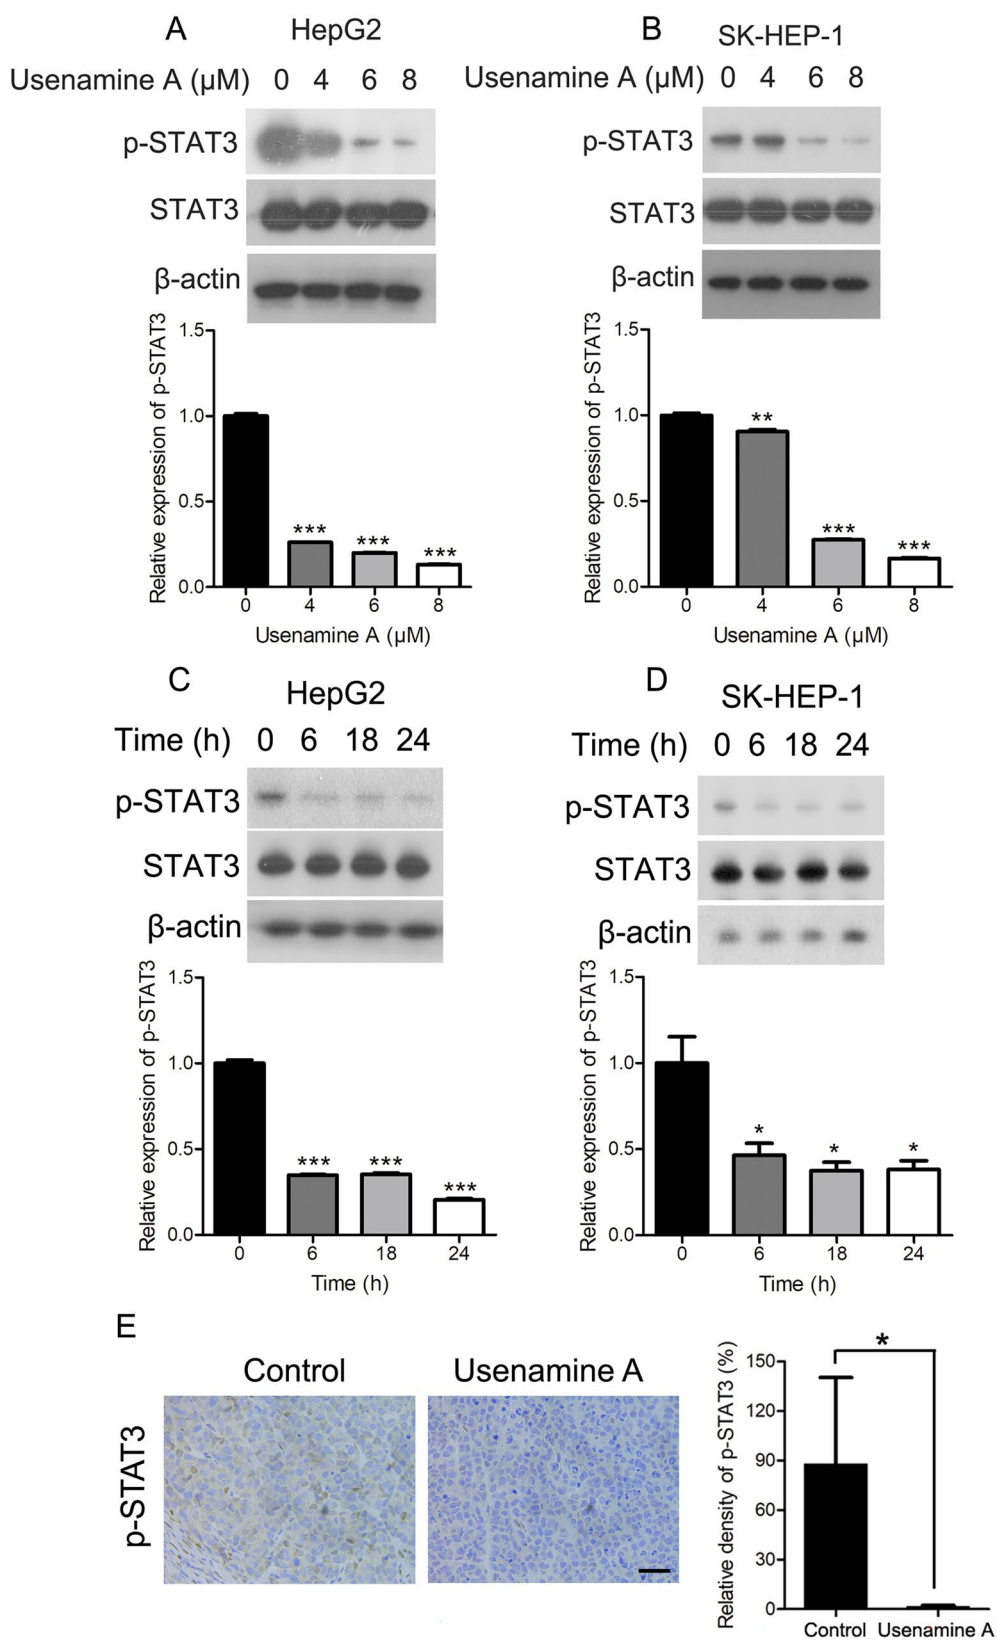 A
HepG2
Usenamine A (μM) 0 4 6 8
p-STAT3
STAT3
β-actin
Relative expression of p-STAT3
1.5
1.0
0.5
0.0
***
***
***
0 4 6 8
Usenamine A (μM)
B
SK-HEP-1
Usenamine A (μM) 0 4 6 8
p-STAT3
STAT3
β-actin
Relative expression of p-STAT3
1.5
1.0
0.5
0.0
**
***
***
0 4 6 8
Usenamine A (μM)
C
HepG2
Time (h) 0 6 18 24
p-STAT3
STAT3
β-actin
Relative expression of p-STAT3
1.5
1.0
0.5
0.0
***
***
***
0 6 18 24
Time (h)
D
SK-HEP-1
Time (h) 0 6 18 24
p-STAT3
STAT3
β-actin
Relative expression of p-STAT3
1.5
1.0
0.5
0.0
*
*
*
0 6 18 24
Time (h)
E
Control Usenamine A
p-STAT3
Relative density of p-STAT3 (%)
150
120
90
60
30
0
*
Control Usenamine A